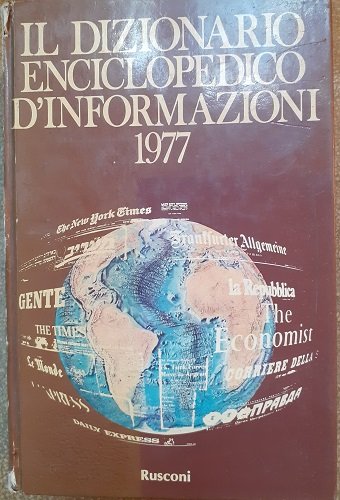 IL DIZIONARIO
ENCICLOPEDICO
D'INFORMAZIONI
1977
The New York Times
Frankfurter Allgemeine
GENTE
la Repubblica
THE TIMES
The
Economist
Le Monde
CORRIERE DELLA S
ESPRESS
ПРАВДА
DAILY EXPRESS
Rusconi